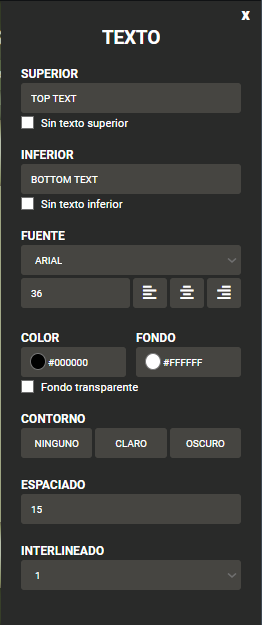 x
TEXTO
SUPERIOR
TOP TEXT
Sin texto superior
INFERIOR
BOTTOM TEXT
Sin texto inferior
FUENTE
ARIAL
36
COLOR FONDO
#000000 #FFFFFF
Fondo transparente
CONTORNO
NINGUNO CLARO OSCURO
ESPACIADO
15
INTERLINEADO
1